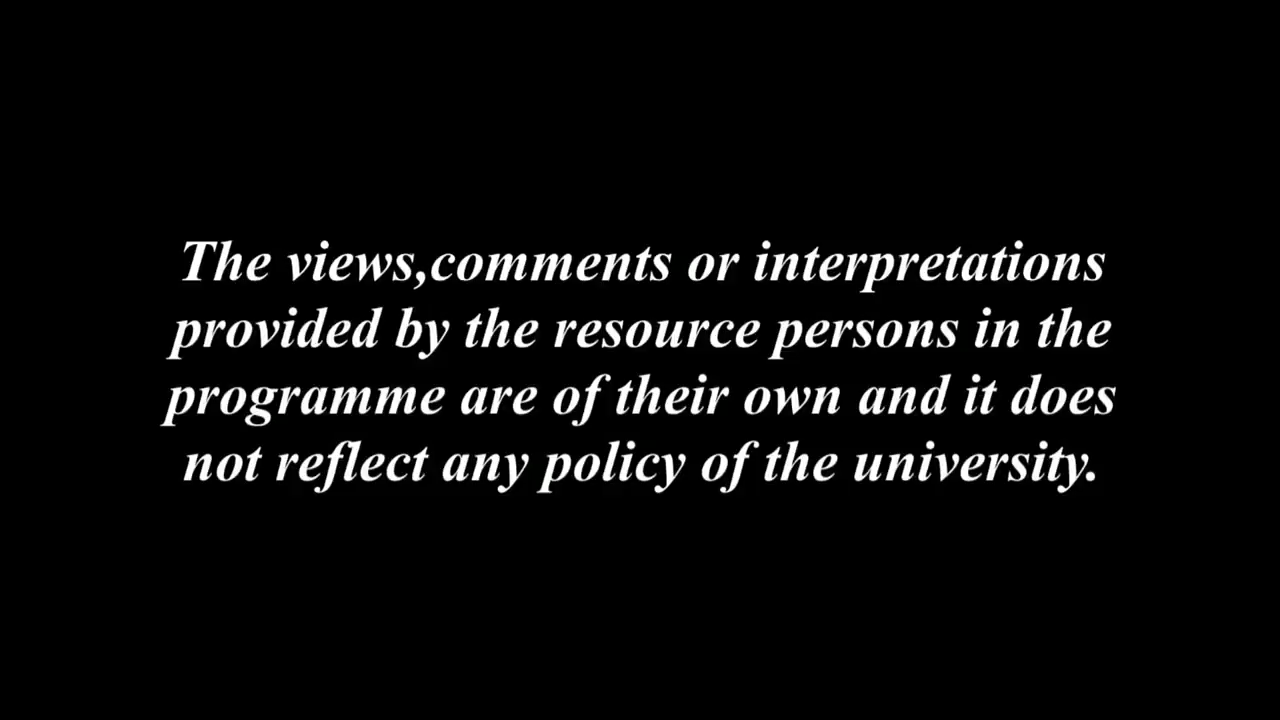 The views,comments or interpretations
provided by the resource persons in the
programme are of their own and it does
not reflect any policy of the university.